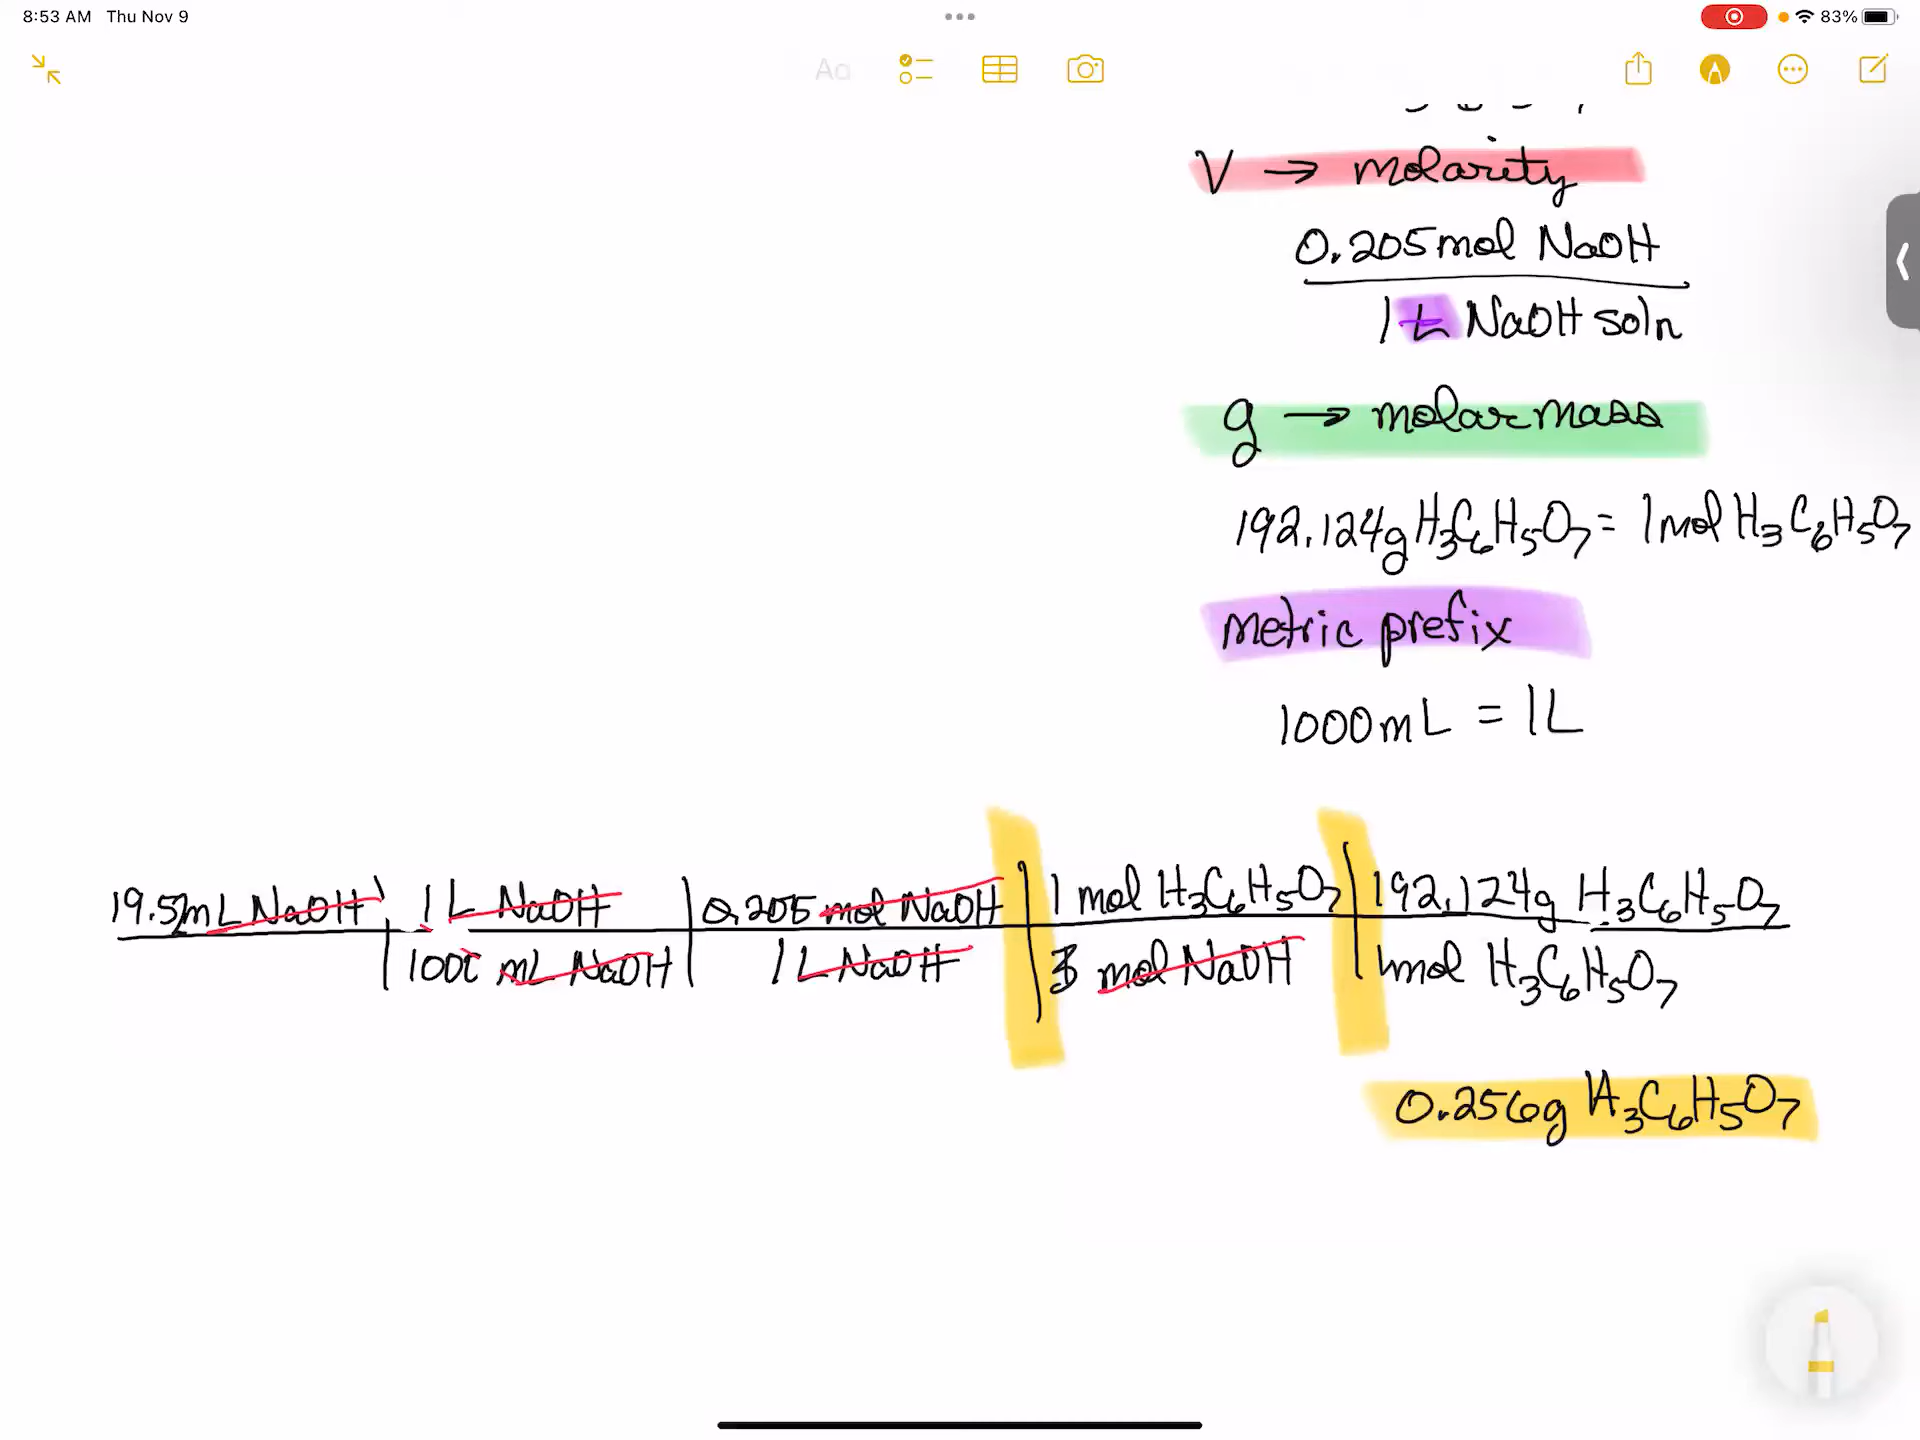 8:53 AM Thu Nov 9
83%
Aa
V → molarity
0.205 mol NaOH
1 L NaOH soln
g → molar mass
192.124g H₃C₆H₅O₇ = 1 mol H₃C₆H₅O₇
metric prefix
1000 mL = 1L
19.5 mL NaOH | 1 L NaOH | 0.205 mol NaOH | 1 mol H₃C₆H₅O₇ | 192.124g H₃C₆H₅O₇
1000 mL NaOH | 1 L NaOH | 3 mol NaOH | 1 mol H₃C₆H₅O₇
0.256g H₃C₆H₅O₇